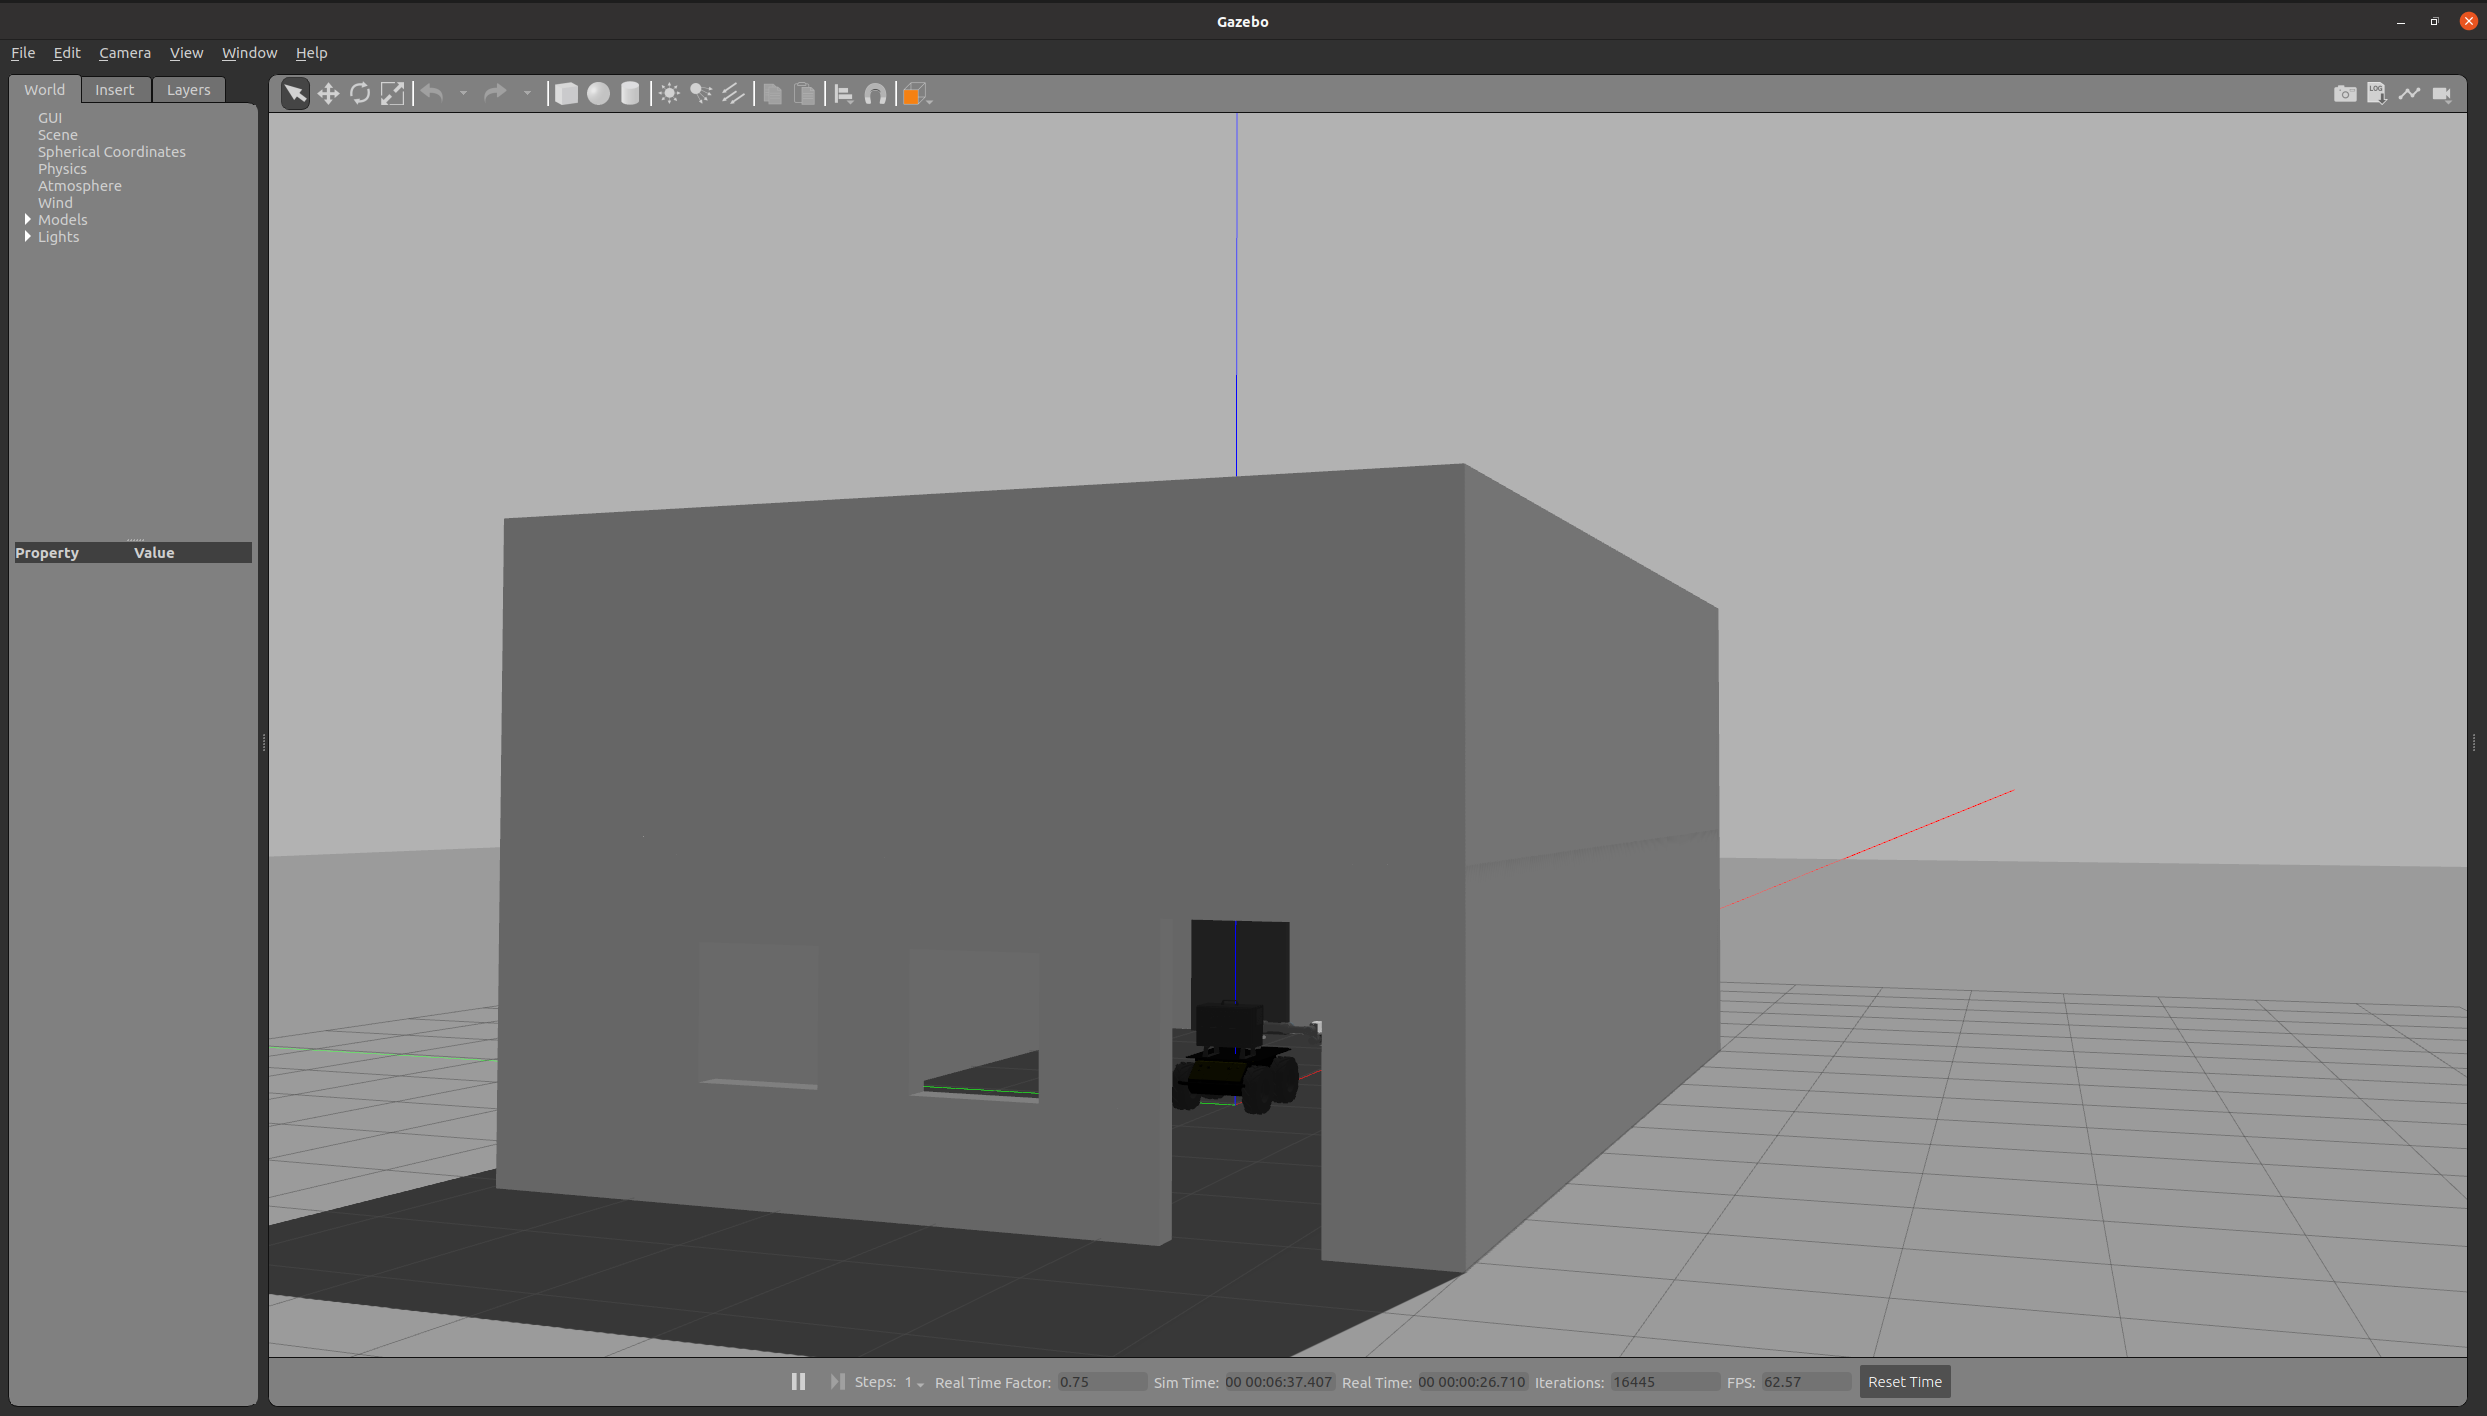 Gazebo
File Edit Camera View Window Help
World Insert Layers
LOG
GUI
Scene
Spherical Coordinates
Physics
Atmosphere
Wind
Models
Lights
Property Value
Steps: 1 Real Time Factor: 0.75 Sim Time: 00 00:06:37.407 Real Time: 00 00:00:26.710 Iterations: 16445 FPS: 62.57 Reset Time